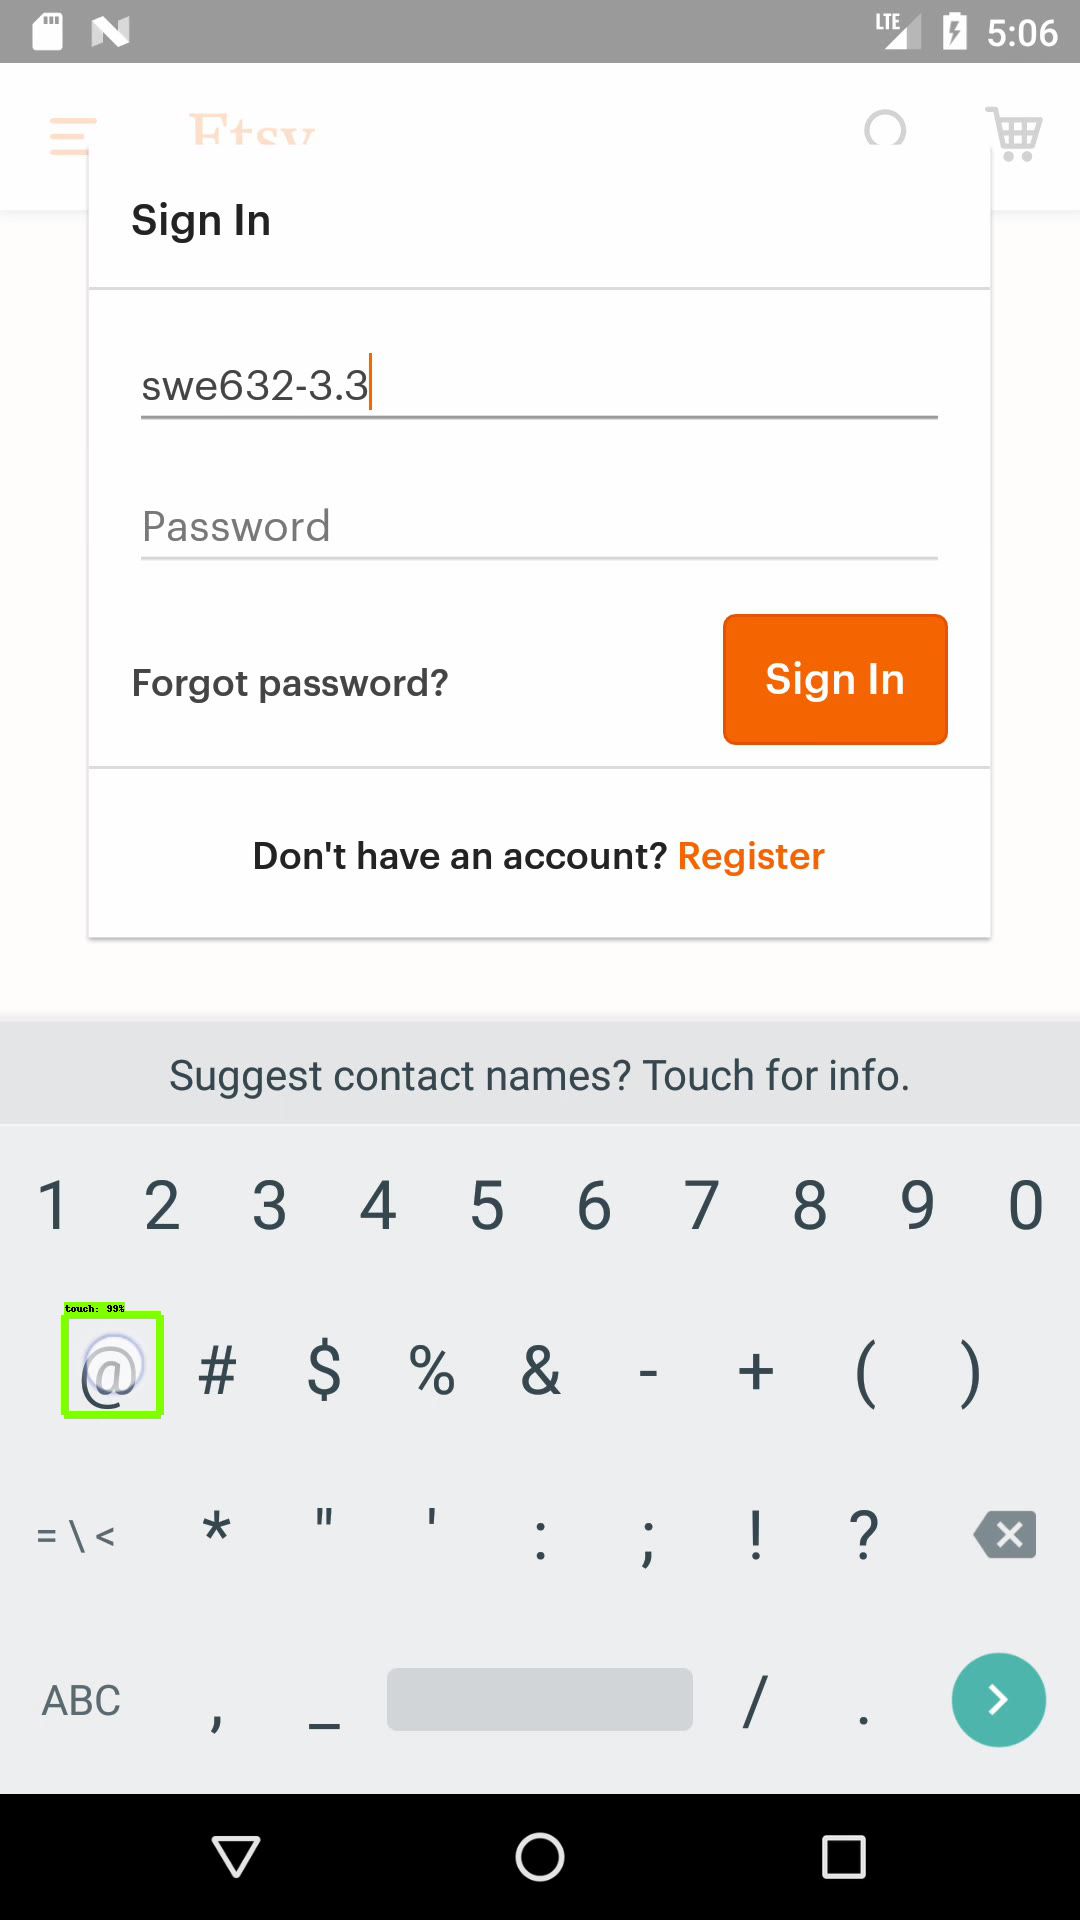 LTE 5:06
Etsy
Sign In
swe632-3.3
Password
Forgot password?
Sign In
Don't have an account? Register
Suggest contact names? Touch for info.
1 2 3 4 5 6 7 8 9 0
touch: 99%
@ # $ % & - + ( )
= \ < * " ' : ; ! ?
ABC , _ / .